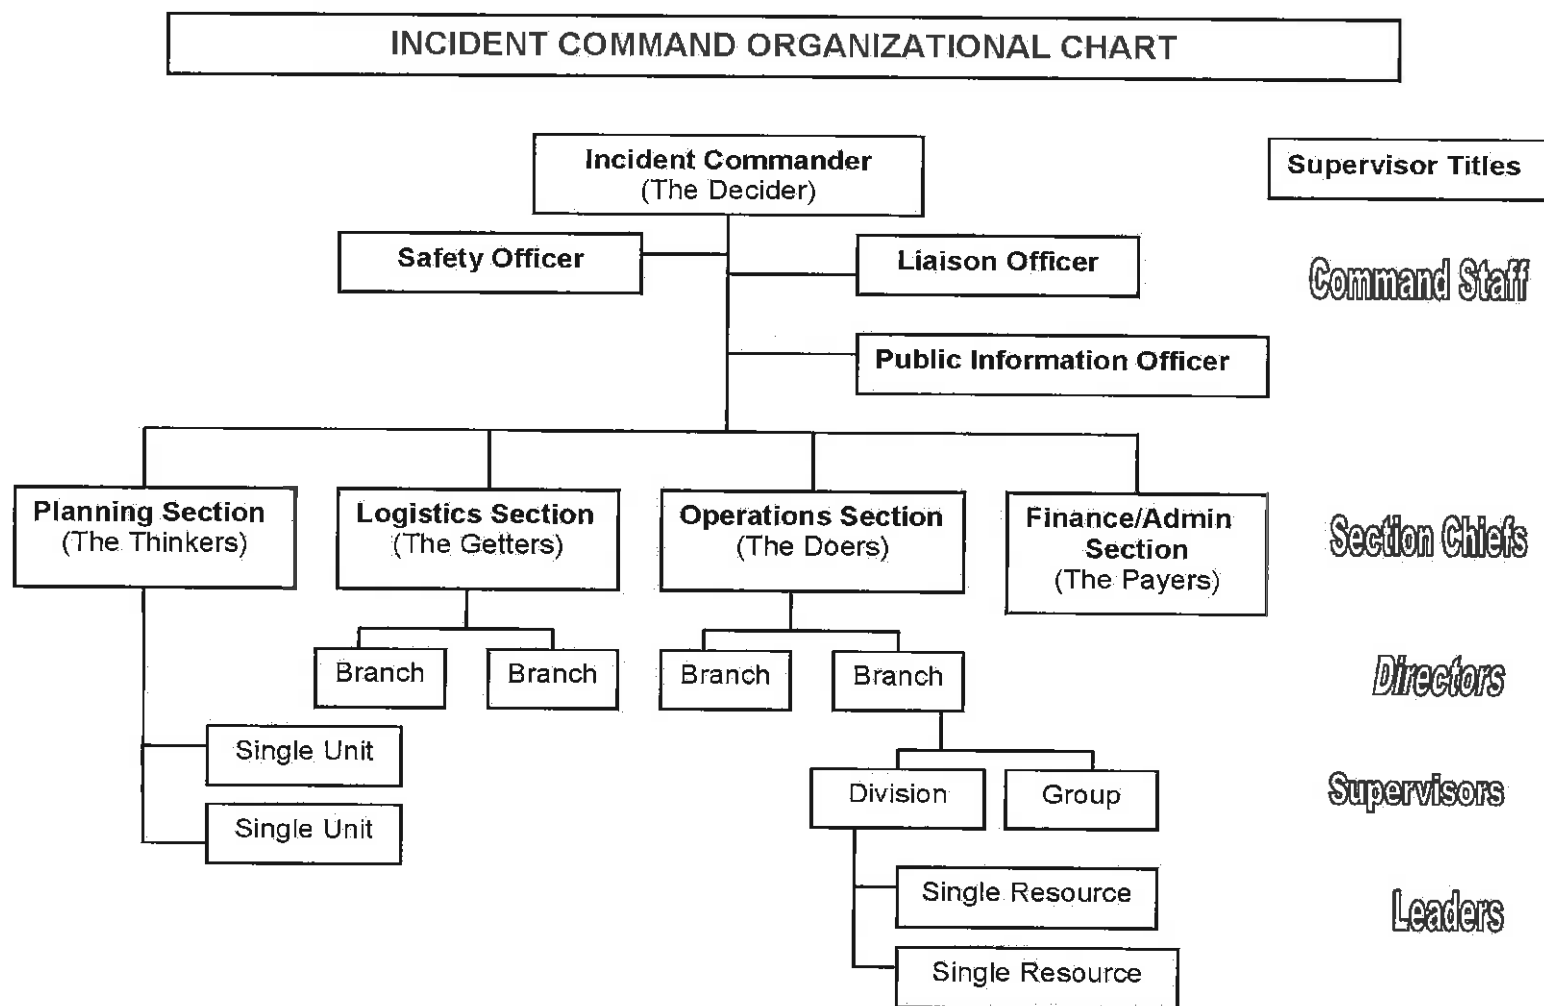 INCIDENT COMMAND ORGANIZATIONAL CHART
Incident Commander
(The Decider)
Supervisor Titles
Safety Officer
Liaison Officer
Command Staff
Public Information Officer
Planning Section
(The Thinkers)
Logistics Section
(The Getters)
Operations Section
(The Doers)
Finance/Admin
Section
(The Payers)
Section Chiefs
Branch
Branch
Branch
Branch
Directors
Single Unit
Single Unit
Division
Group
Supervisors
Single Resource
Leaders
Single Resource